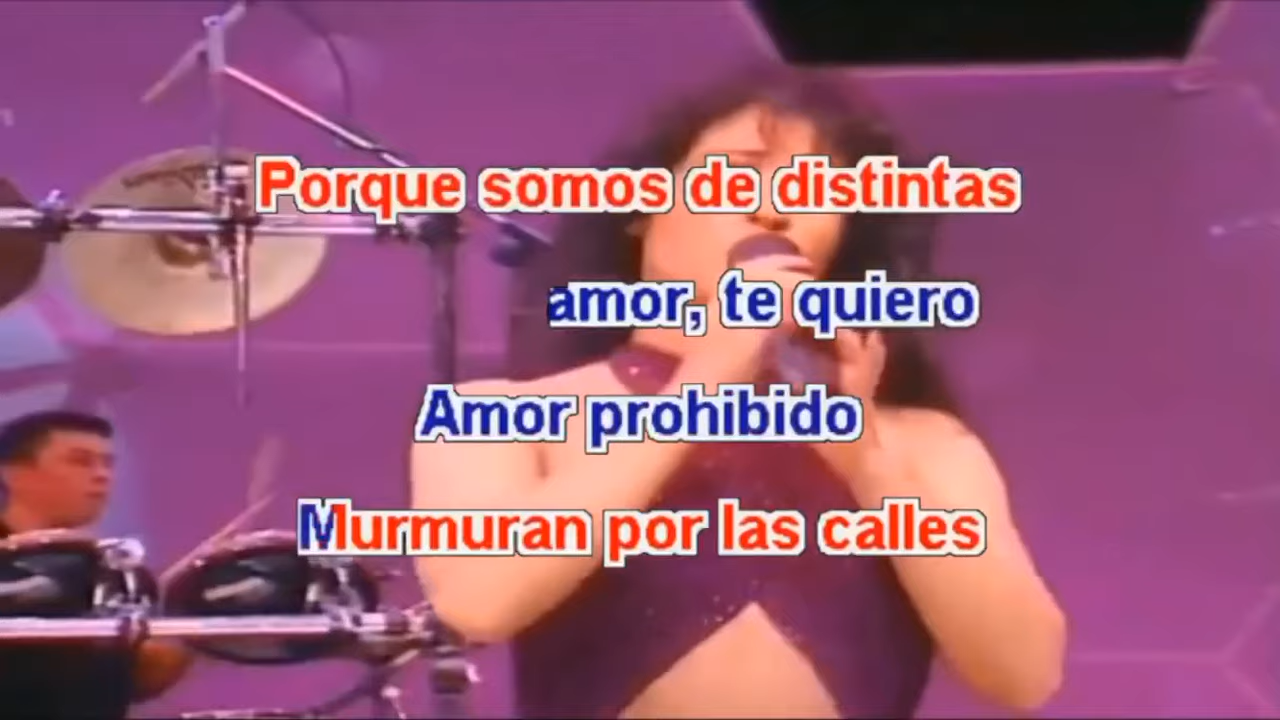 Porque somos de distintas
amor, te quiero
Amor prohibido
Murmuran por las calles